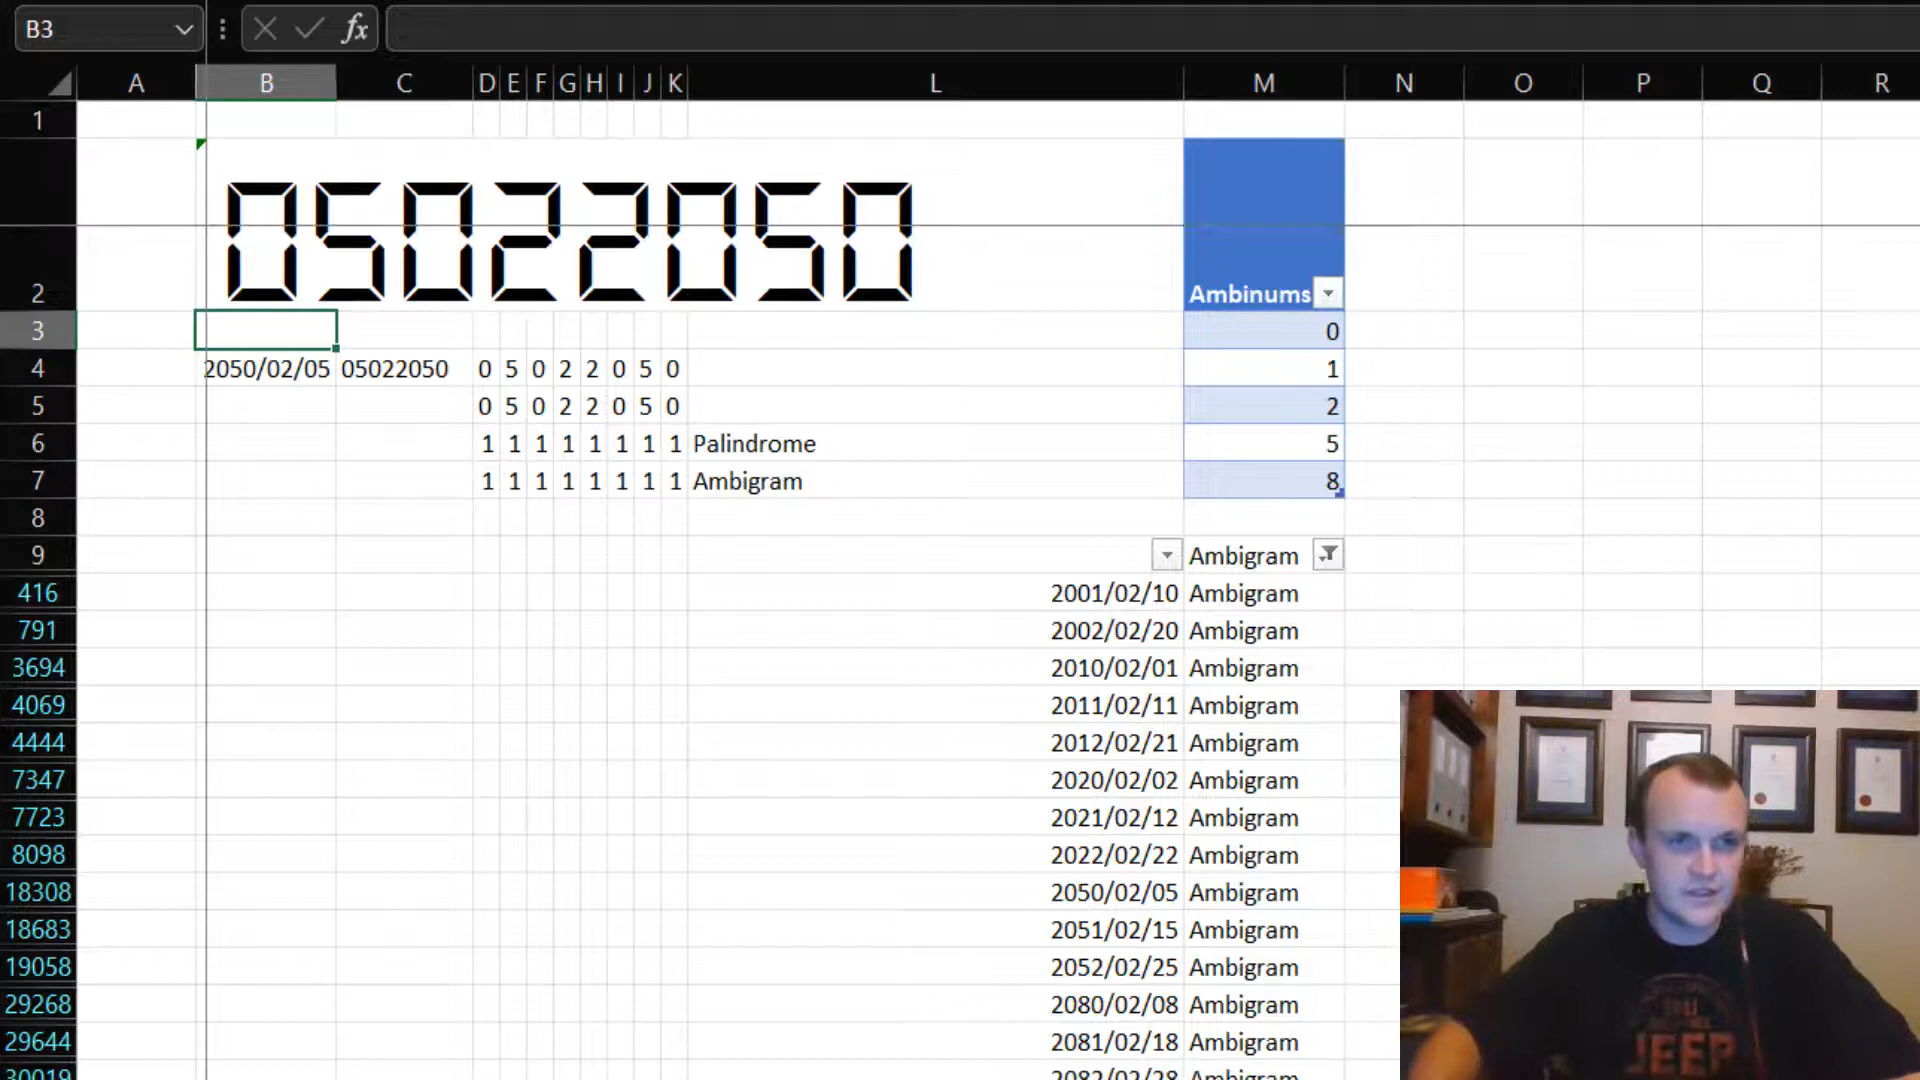 B3 fx
A B C D E F G H I J K L M N O P Q R
1
05022050
2 Ambinums
3 0
4 2050/02/05 05022050 0 5 0 2 2 0 5 0 1
5 0 5 0 2 2 0 5 0 2
6 1 1 1 1 1 1 1 1 Palindrome 5
7 1 1 1 1 1 1 1 1 Ambigram 8
8
9 Ambigram
416 2001/02/10 Ambigram
791 2002/02/20 Ambigram
3694 2010/02/01 Ambigram
4069 2011/02/11 Ambigram
4444 2012/02/21 Ambigram
7347 2020/02/02 Ambigram
7723 2021/02/12 Ambigram
8098 2022/02/22 Ambigram
18308 2050/02/05 Ambigram
18683 2051/02/15 Ambigram
19058 2052/02/25 Ambigram
29268 2080/02/08 Ambigram
29644 2081/02/18 Ambigram
30019 2082/02/28 Ambigram
JEEP